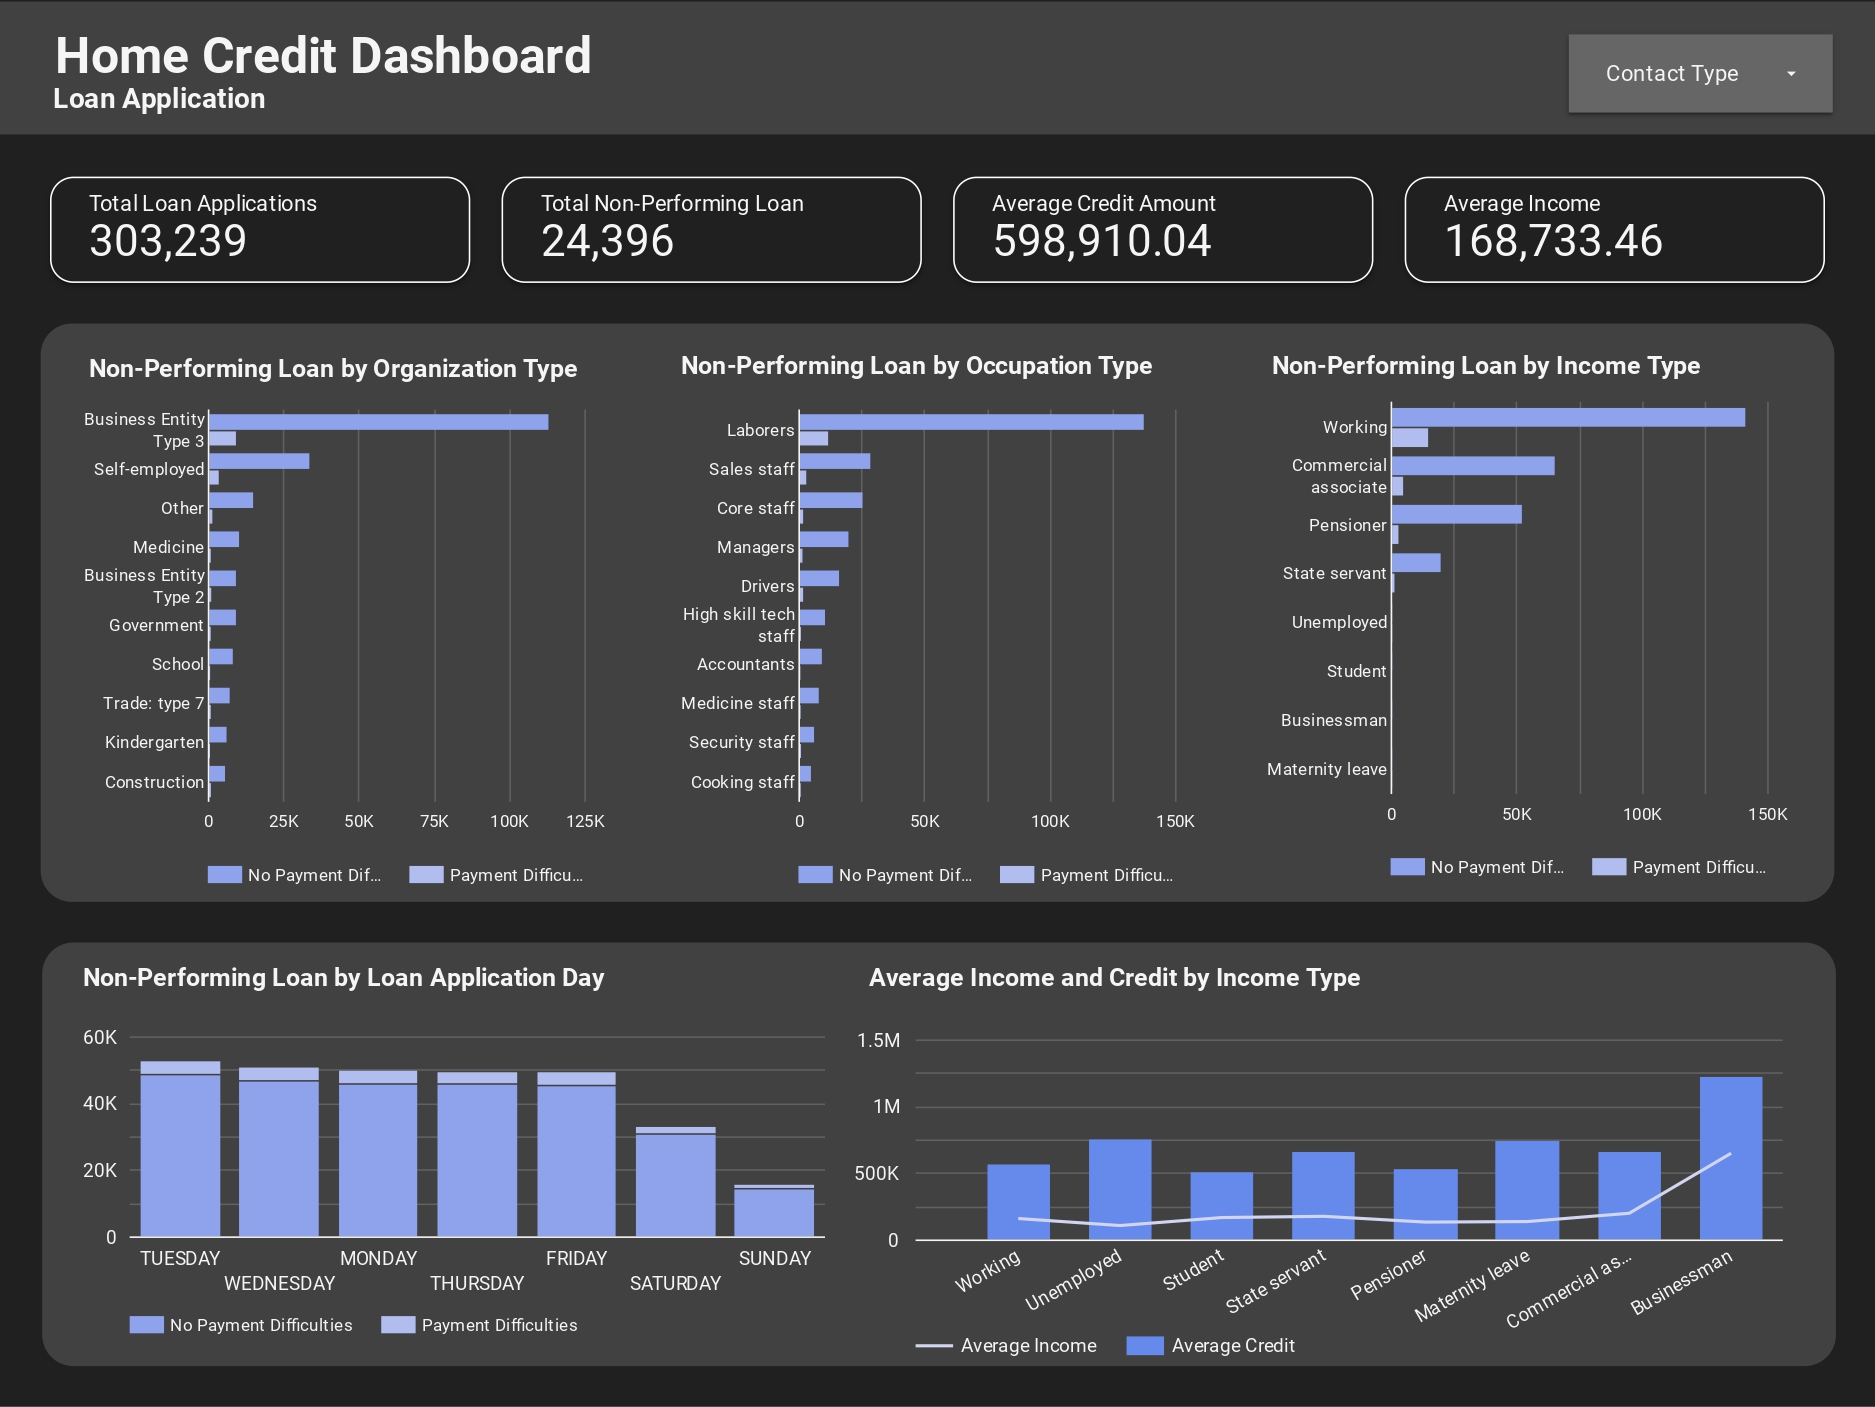 Home Credit Dashboard
Loan Application
Contact Type
Total Loan Applications
303,239
Total Non-Performing Loan
24,396
Average Credit Amount
598,910.04
Average Income
168,733.46
Non-Performing Loan by Organization Type
Business Entity
Type 3
Self-employed
Other
Medicine
Business Entity
Type 2
Government
School
Trade: type 7
Kindergarten
Construction
0 25K 50K 75K 100K 125K
No Payment Dif... Payment Difficu...
Non-Performing Loan by Occupation Type
Laborers
Sales staff
Core staff
Managers
Drivers
High skill tech
staff
Accountants
Medicine staff
Security staff
Cooking staff
0 50K 100K 150K
No Payment Dif... Payment Difficu...
Non-Performing Loan by Income Type
Working
Commercial
associate
Pensioner
State servant
Unemployed
Student
Businessman
Maternity leave
0 50K 100K 150K
No Payment Dif... Payment Difficu...
Non-Performing Loan by Loan Application Day
60K
40K
20K
0
TUESDAY MONDAY FRIDAY SUNDAY
WEDNESDAY THURSDAY SATURDAY
No Payment Difficulties Payment Difficulties
Average Income and Credit by Income Type
1.5M
1M
500K
0
Working Unemployed Student State servant Pensioner Maternity leave Commercial as... Businessman
Average Income Average Credit